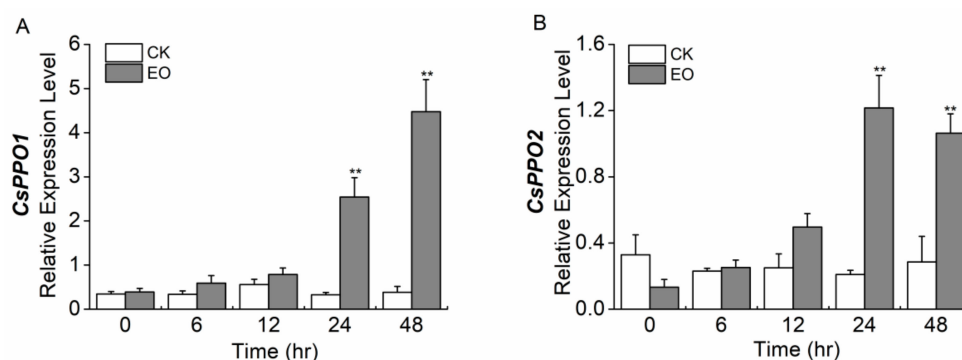 A
CsPPO1
Relative Expression Level
6
5
4
3
2
1
0
CK
EO
**
**
0 6 12 24 48
Time (hr)
B
CsPPO2
Relative Expression Level
1.6
1.2
0.8
0.4
0.0
CK
EO
**
**
0 6 12 24 48
Time (hr)